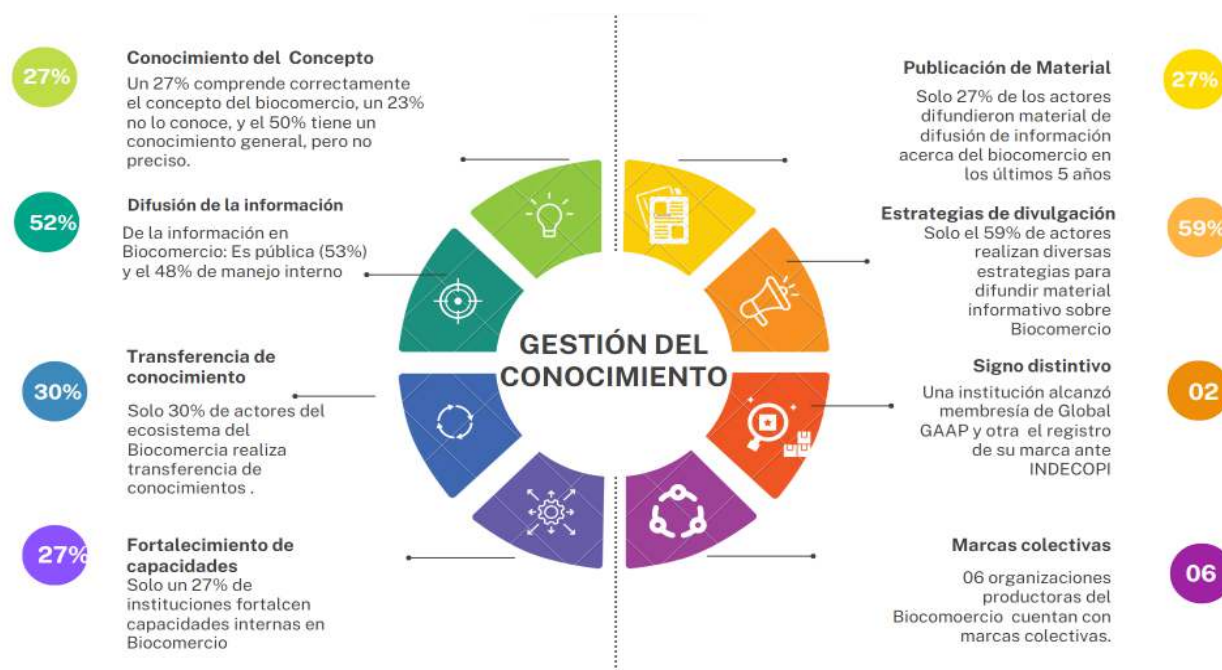 27%
Conocimiento del Concepto
Un 27% comprende correctamente
el concepto del biocomercio, un 23%
no lo conoce, y el 50% tiene un
conocimiento general, pero no
preciso.
52%
Difusión de la información
De la información en
Biocomercio: Es pública (53%)
y el 48% de manejo interno
30%
Transferencia de
conocimiento
Solo 30% de actores del
ecosistema del
Biocomercia realiza
transferencia de
conocimientos .
27%
Fortalecimiento de
capacidades
Solo un 27% de
instituciones fortalcen
capacidades internas en
Biocomercio
GESTIÓN DEL
CONOCIMIENTO
Publicación de Material
27%
Solo 27% de los actores
difundieron material de
difusión de información
acerca del biocomercio en
los últimos 5 años
Estrategias de divulgación
59%
Solo el 59% de actores
realizan diversas
estrategias para
difundir material
informativo sobre
Biocomercio
Signo distintivo
02
Una institución alcanzó
membresía de Global
GAAP y otra el registro
de su marca ante
INDECOPI
Marcas colectivas
06
06 organizaciones
productoras del
Biocomoercio cuentan con
marcas colectivas.